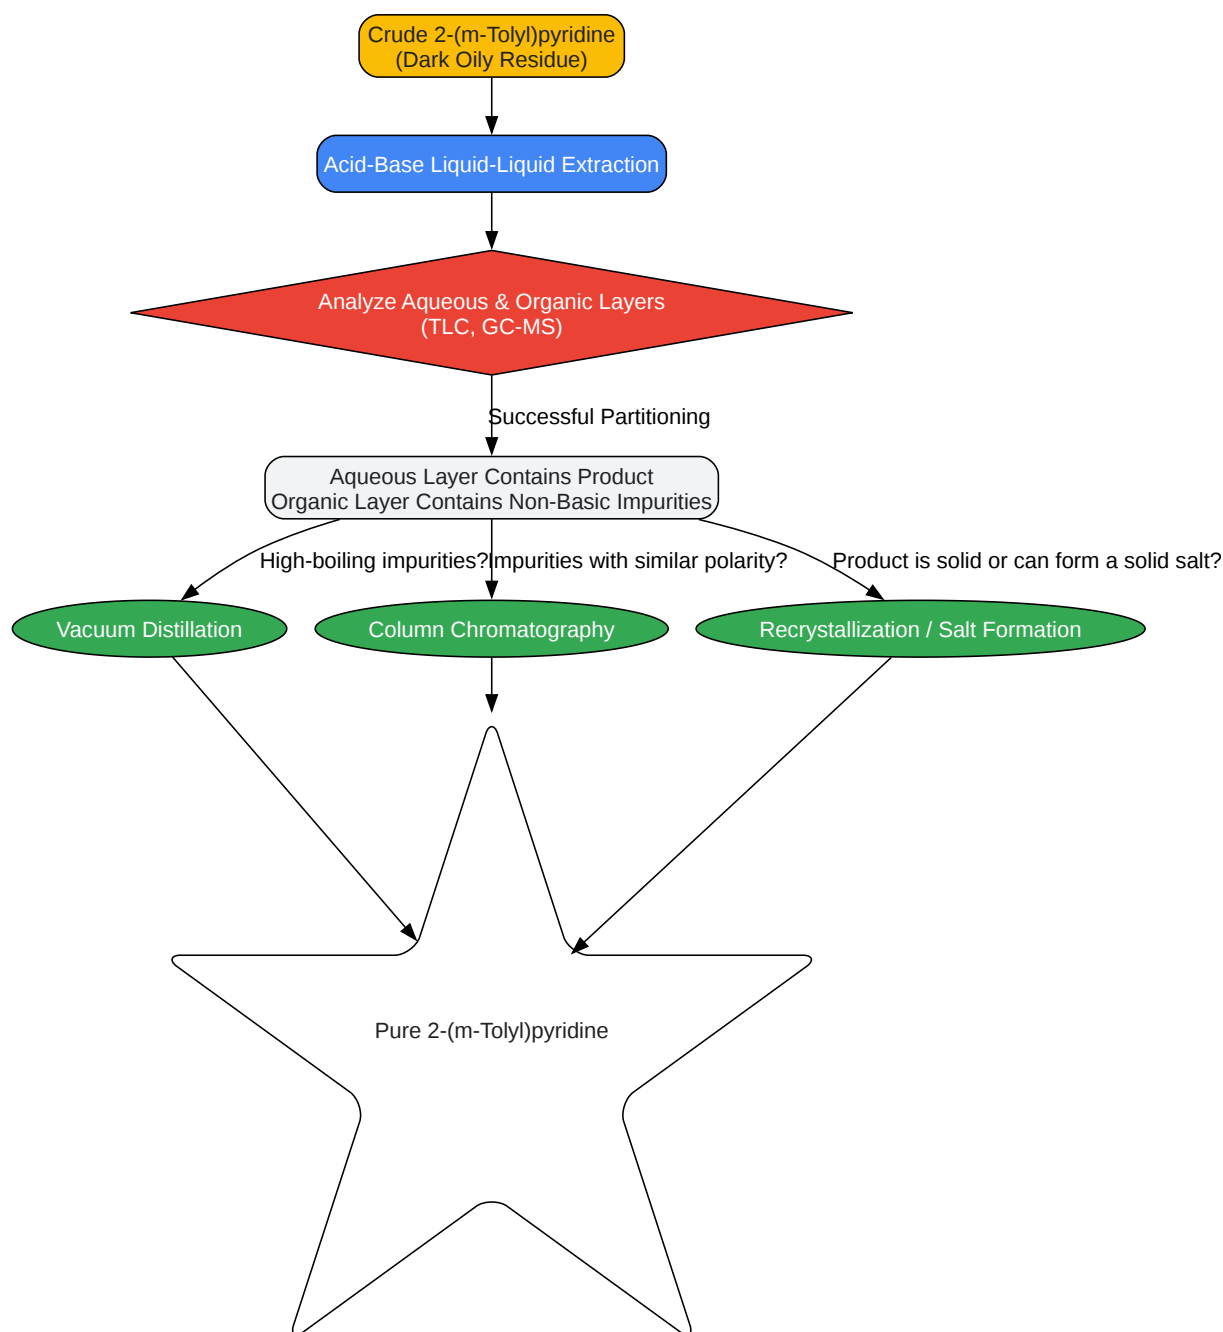 Crude 2-(m-Tolyl)pyridine
(Dark Oily Residue)
Acid-Base Liquid-Liquid Extraction
Analyze Aqueous & Organic Layers
(TLC, GC-MS)
Successful Partitioning
Aqueous Layer Contains Product
Organic Layer Contains Non-Basic Impurities
High-boiling impurities?
Impurities with similar polarity?
Product is solid or can form a solid salt?
Vacuum Distillation
Column Chromatography
Recrystallization / Salt Formation
Pure 2-(m-Tolyl)pyridine